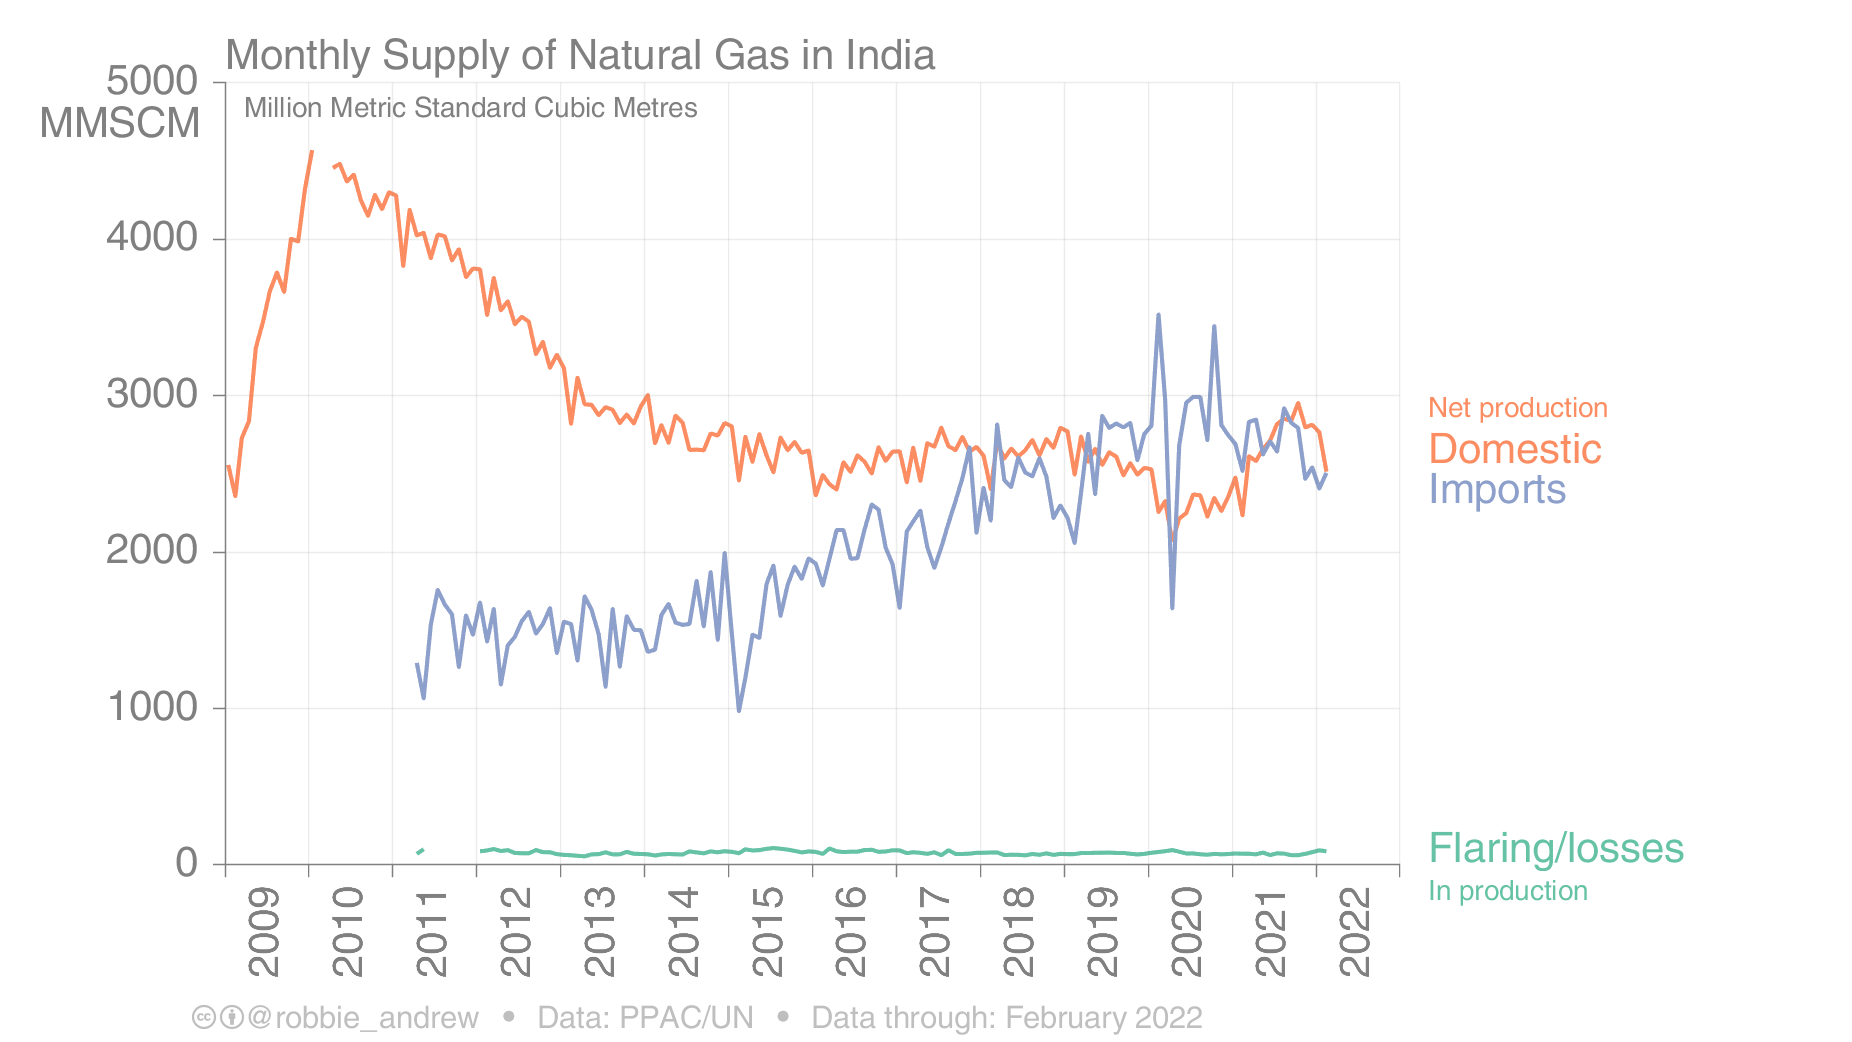 Monthly Supply of Natural Gas in India
5000
MMSCM
Million Metric Standard Cubic Metres
4000
3000
2000
1000
0
Net production
Domestic
Imports
Flaring/losses
In production
2009 2010 2011 2012 2013 2014 2015 2016 2017 2018 2019 2020 2021 2022
cc @robbie_andrew • Data: PPAC/UN • Data through: February 2022